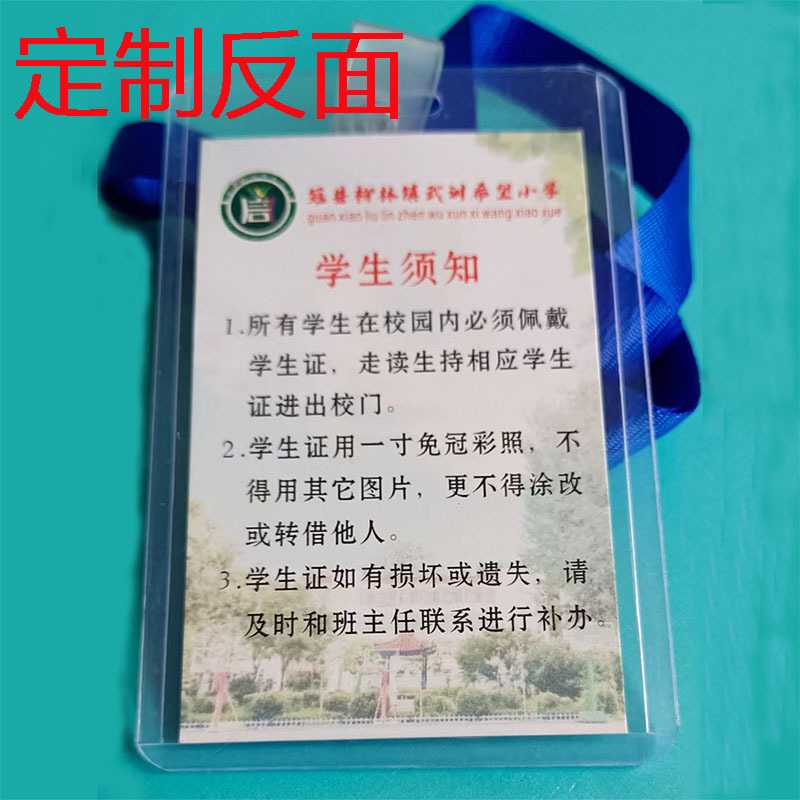 定制反面
冠县柳林镇武训希望小学
guan xian liu lin zhen wu xun xi wang xiao xue
学生须知
1.所有学生在校园内必须佩戴
学生证，走读生持相应学生
证进出校门。
2.学生证用一寸免冠彩照，不
得用其它图片，更不得涂改
或转借他人。
3.学生证如有损坏或遗失，请
及时和班主任联系进行补办。